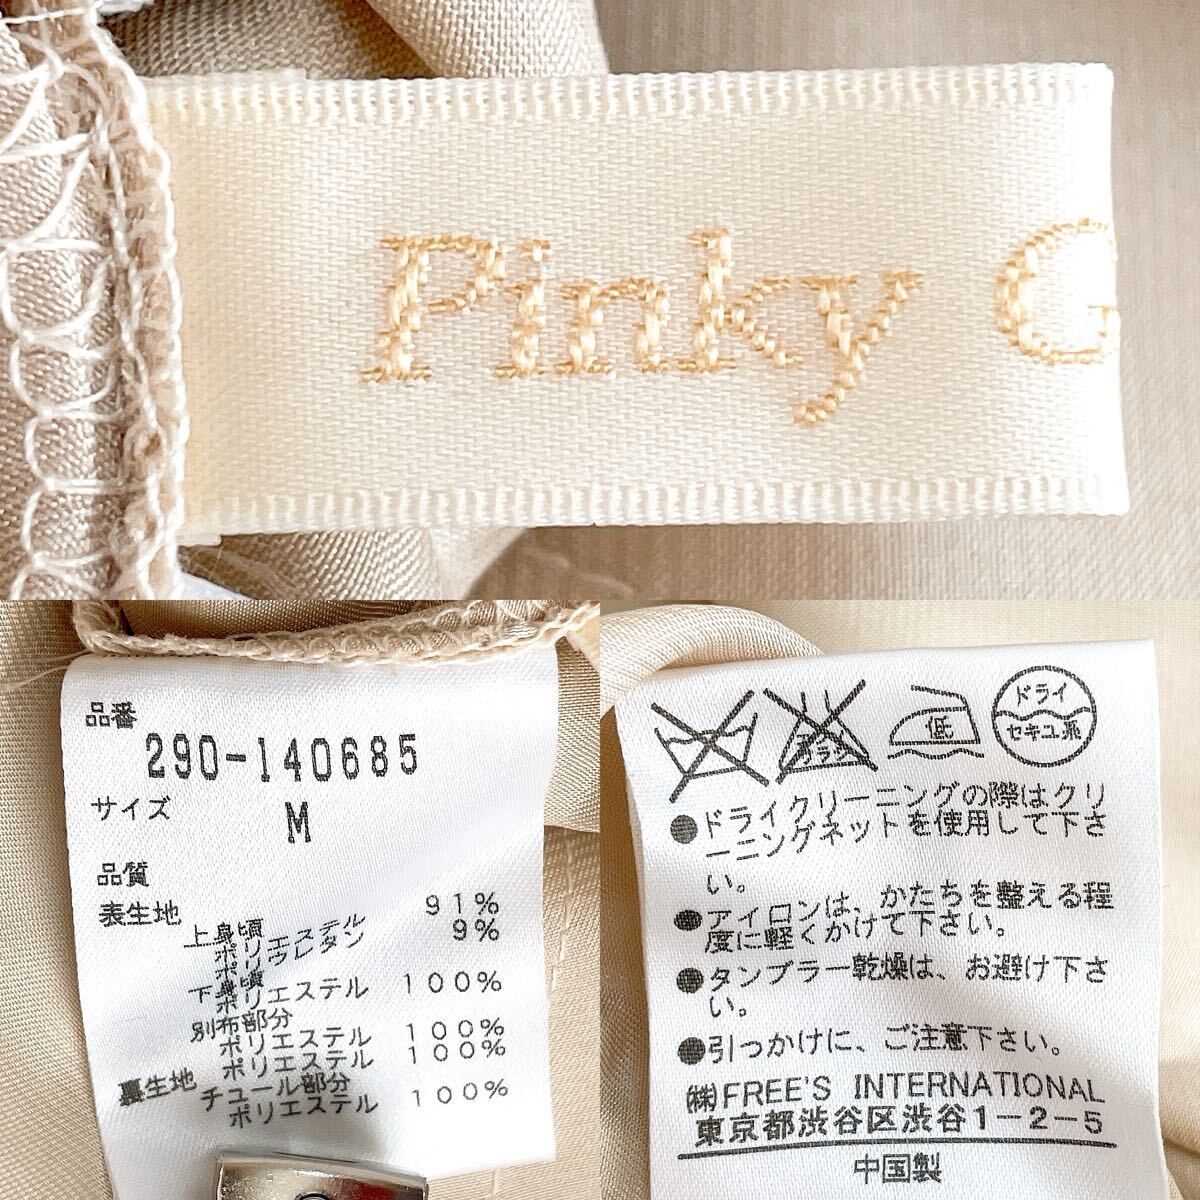 Pinky G
品番
290-140685
サイズ
M
品質
表生地
上身頃
ポリエステル 91%
ポリウレタン 9%
下身頃
ポリエステル 100%
別布部分
ポリエステル 100%
裏生地 ポリエステル 100%
チュール部分
ポリエステル 100%
ドライ
セキユ系
低
●ドライクリーニングの際はクリ
ーニングネットを使用して下さ
い。
●アイロンは、かたちを整える程
度に軽くかけて下さい。
●タンブラー乾燥は、お避け下さ
い。
●引っかけに、ご注意下さい。
㈱FREE'S INTERNATIONAL
東京都渋谷区渋谷1-2-5
中国製